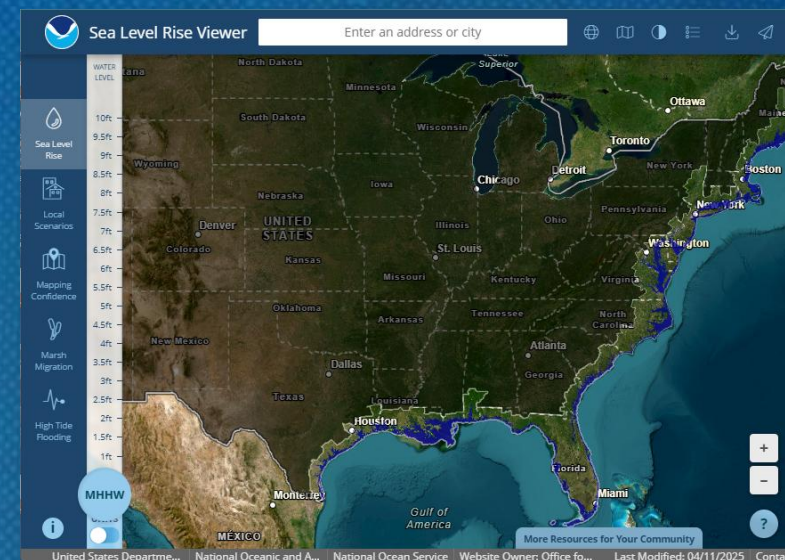 Sea Level Rise Viewer
Enter an address or city
WATER
LEVEL
10ft
9.5ft
9ft
8.5ft
8ft
7.5ft
7ft
6.5ft
6ft
5.5ft
5ft
4.5ft
4ft
3.5ft
3ft
2.5ft
2ft
1.5ft
1ft
MHHW
Sea Level
Rise
Local
Scenarios
Mapping
Confidence
Marsh
Migration
High Tide
Flooding
i
North Dakota
Superior
Minnesota
Ottawa
Maine
South Dakota
Wisconsin
Toronto
Wyoming
Detroit
New York
Boston
Chicago
Iowa
Nebraska
Pennsylvania
New York
Denver
UNITED
STATES
Illinois
Ohio
Washington
Colorado
St. Louis
Kansas
Missouri
Kentucky
Virginia
Oklahoma
Tennessee
North
Carolina
Arkansas
New Mexico
Atlanta
Dallas
Georgia
Texas
Louisiana
Houston
Florida
Monterrey
Miami
Gulf of
America
MÉXICO
+
−
?
More Resources for Your Community
United States Departme... National Oceanic and A... National Ocean Service Website Owner: Office fo... Last Modified: 04/11/2025 Conta